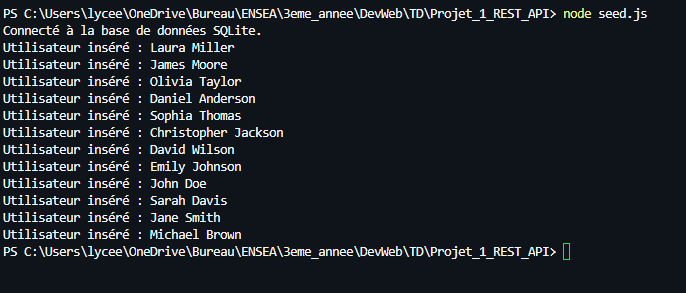 PS C:\Users\lycee\OneDrive\Bureau\ENSEA\3eme_annee\DevWeb\TD\Projet_1_REST_API> node seed.js
Connecté à la base de données SQLite.
Utilisateur inséré : Laura Miller
Utilisateur inséré : James Moore
Utilisateur inséré : Olivia Taylor
Utilisateur inséré : Daniel Anderson
Utilisateur inséré : Sophia Thomas
Utilisateur inséré : Christopher Jackson
Utilisateur inséré : David Wilson
Utilisateur inséré : Emily Johnson
Utilisateur inséré : John Doe
Utilisateur inséré : Sarah Davis
Utilisateur inséré : Jane Smith
Utilisateur inséré : Michael Brown
PS C:\Users\lycee\OneDrive\Bureau\ENSEA\3eme_annee\DevWeb\TD\Projet_1_REST_API>